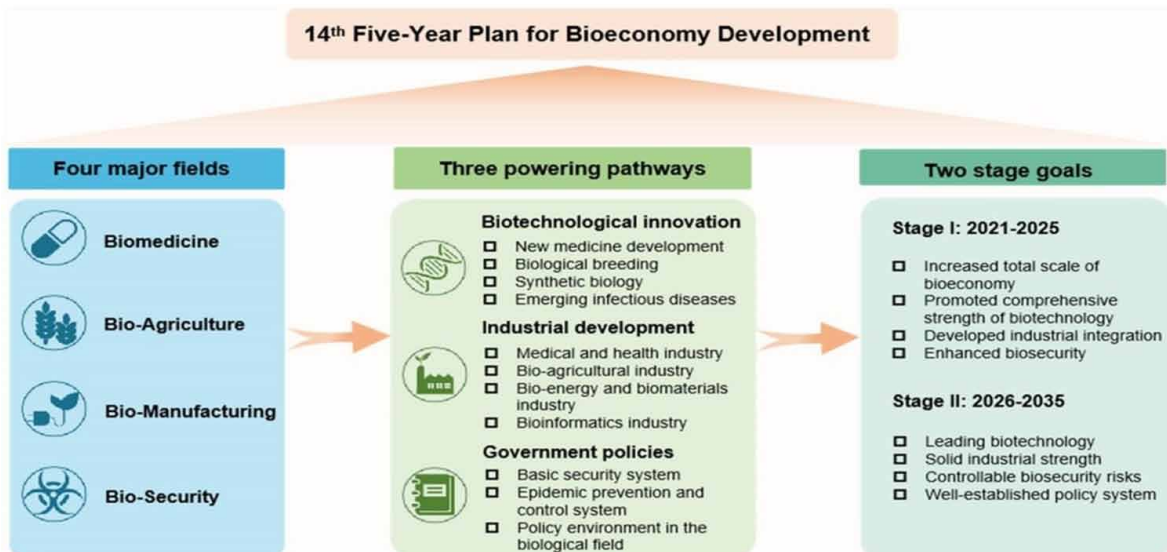 14th Five-Year Plan for Bioeconomy Development
Four major fields
Biomedicine
Bio-Agriculture
Bio-Manufacturing
Bio-Security
Three powering pathways
Biotechnological innovation
New medicine development
Biological breeding
Synthetic biology
Emerging infectious diseases
Industrial development
Medical and health industry
Bio-agricultural industry
Bio-energy and biomaterials
industry
Bioinformatics industry
Government policies
Basic security system
Epidemic prevention and
control system
Policy environment in the
biological field
Two stage goals
Stage I: 2021-2025
Increased total scale of
bioeconomy
Promoted comprehensive
strength of biotechnology
Developed industrial integration
Enhanced biosecurity
Stage II: 2026-2035
Leading biotechnology
Solid industrial strength
Controllable biosecurity risks
Well-established policy system